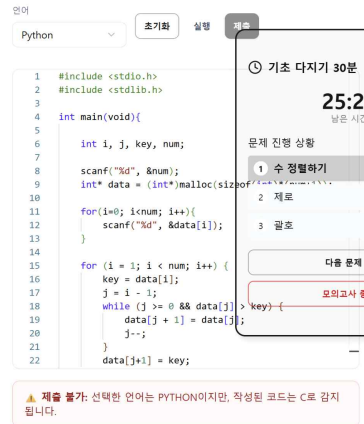 언어
Python
초기화
실행
제출
1 #include <stdio.h>
2 #include <stdlib.h>
3
4 int main(void){
5
6     int i, j, key, num;
7
8     scanf("%d", &num);
9     int* data = (int*)malloc(sizeof(int)*(num+1));
10
11     for(i=0; i<num; i++){
12         scanf("%d", &data[i]);
13     }
14
15     for (i = 1; i < num; i++) {
16         key = data[i];
17         j = i - 1;
18         while (j >= 0 && data[j] > key) {
19             data[j + 1] = data[j];
20             j--;
21         }
22         data[j+1] = key;
기초 다지기 30분
25:2
남은 시간
문제 진행 상황
1 수 정렬하기
2 제로
3 괄호
다음 문제
모의고사
⚠ 제출 불가: 선택한 언어는 PYTHON이지만, 작성된 코드는 C로 감지
됩니다.